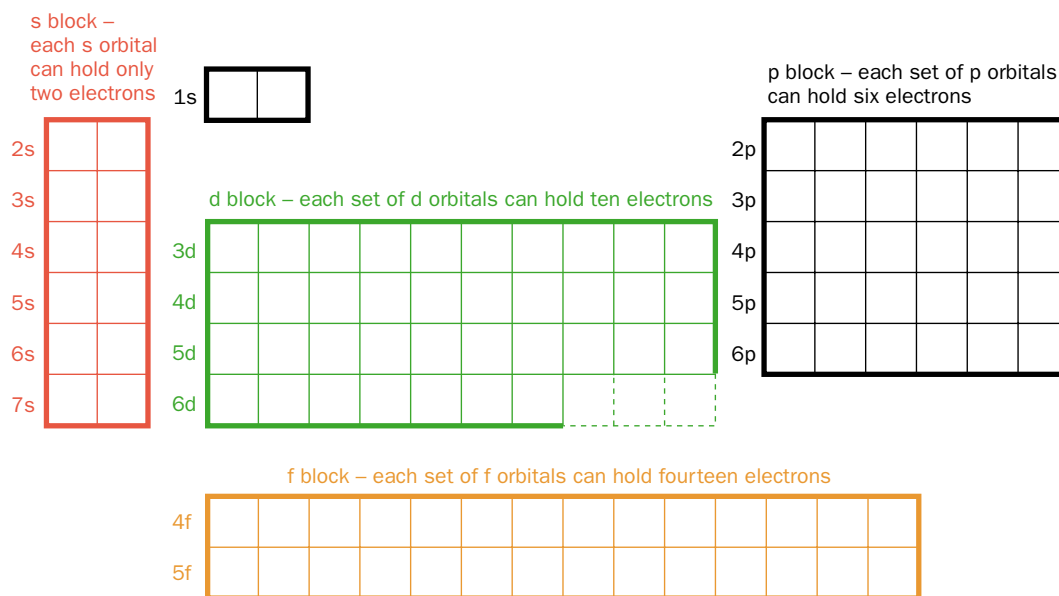 s block –
each s orbital
can hold only
two electrons
1s
p block – each set of p orbitals
can hold six electrons
2s
3s
4s
5s
6s
7s
d block – each set of d orbitals can hold ten electrons
3d
4d
5d
6d
2p
3p
4p
5p
6p
f block – each set of f orbitals can hold fourteen electrons
4f
5f